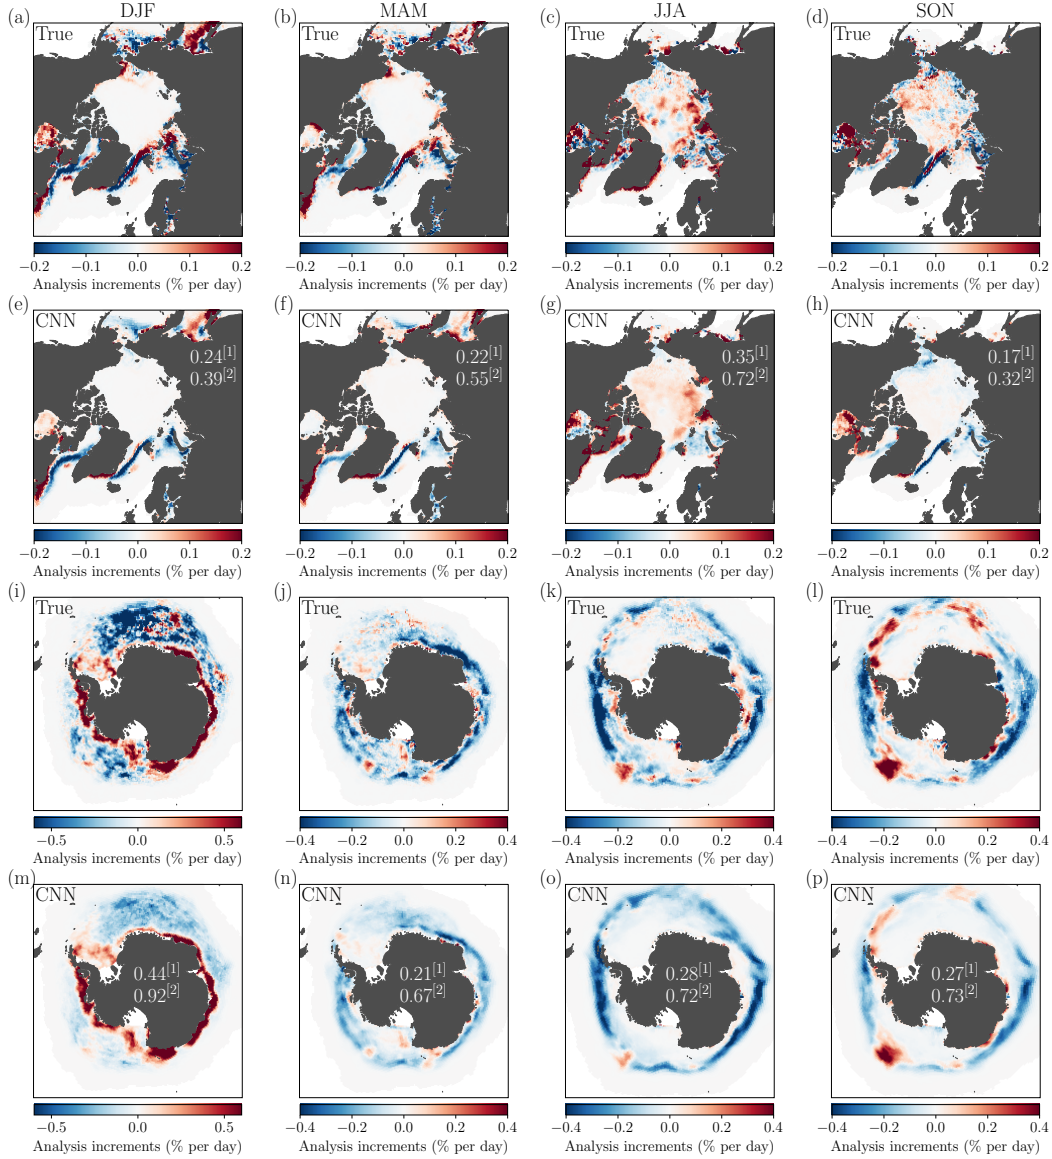 DJF MAM JJA SON
(a) (b) (c) (d)
True True True True
−0.2 −0.1 0.0 0.1 0.2 −0.2 −0.1 0.0 0.1 0.2 −0.2 −0.1 0.0 0.1 0.2 −0.2 −0.1 0.0 0.1 0.2
Analysis increments (% per day) Analysis increments (% per day) Analysis increments (% per day) Analysis increments (% per day)
(e) (f) (g) (h)
CNN CNN CNN CNN
0.24[1] 0.22[1] 0.35[1] 0.17[1]
0.39[2] 0.55[2] 0.72[2] 0.32[2]
−0.2 −0.1 0.0 0.1 0.2 −0.2 −0.1 0.0 0.1 0.2 −0.2 −0.1 0.0 0.1 0.2 −0.2 −0.1 0.0 0.1 0.2
Analysis increments (% per day) Analysis increments (% per day) Analysis increments (% per day) Analysis increments (% per day)
(i) (j) (k) (l)
True True True True
−0.5 0.0 0.5 −0.4 −0.2 0.0 0.2 0.4 −0.4 −0.2 0.0 0.2 0.4 −0.4 −0.2 0.0 0.2 0.4
Analysis increments (% per day) Analysis increments (% per day) Analysis increments (% per day) Analysis increments (% per day)
(m) (n) (o) (p)
CNN CNN CNN CNN
0.44[1] 0.21[1] 0.28[1] 0.27[1]
0.92[2] 0.67[2] 0.72[2] 0.73[2]
−0.5 0.0 0.5 −0.4 −0.2 0.0 0.2 0.4 −0.4 −0.2 0.0 0.2 0.4 −0.4 −0.2 0.0 0.2 0.4
Analysis increments (% per day) Analysis increments (% per day) Analysis increments (% per day) Analysis increments (% per day)